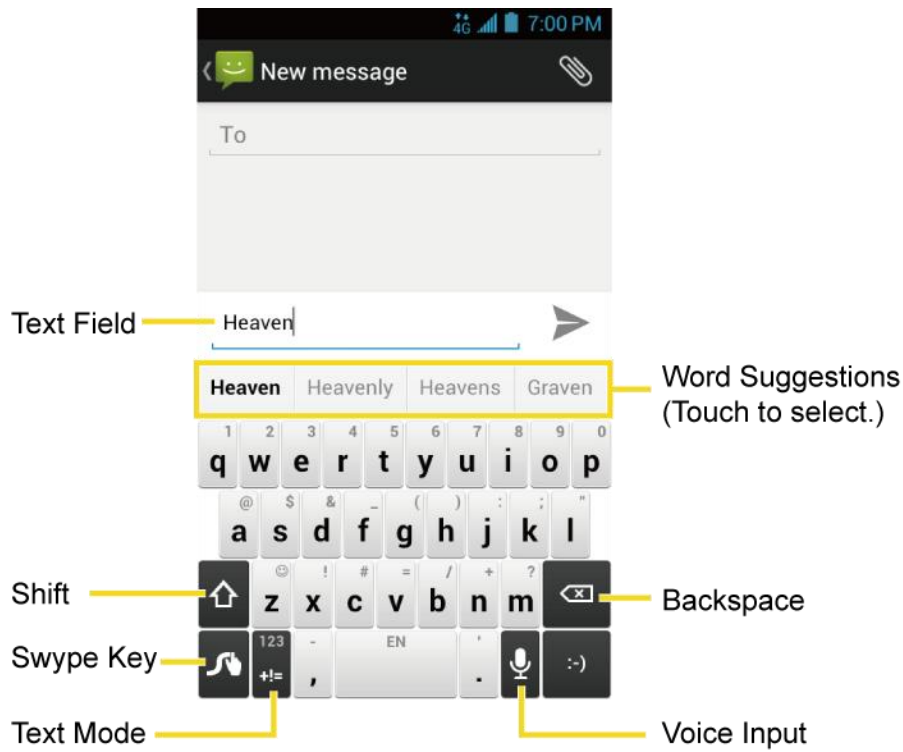 4G 7:00 PM
New message
To
Text Field
Heaven
Heaven Heavenly Heavens Graven
Word Suggestions
(Touch to select.)
1 2 3 4 5 6 7 8 9 0
q w e r t y u i o p
@ $ & _ ( ) : ; "
a s d f g h j k l
☺ ! # = / + ?
z x c v b n m
Shift
Backspace
123 - EN '
+!= , . :-)
Swype Key
Text Mode
Voice Input